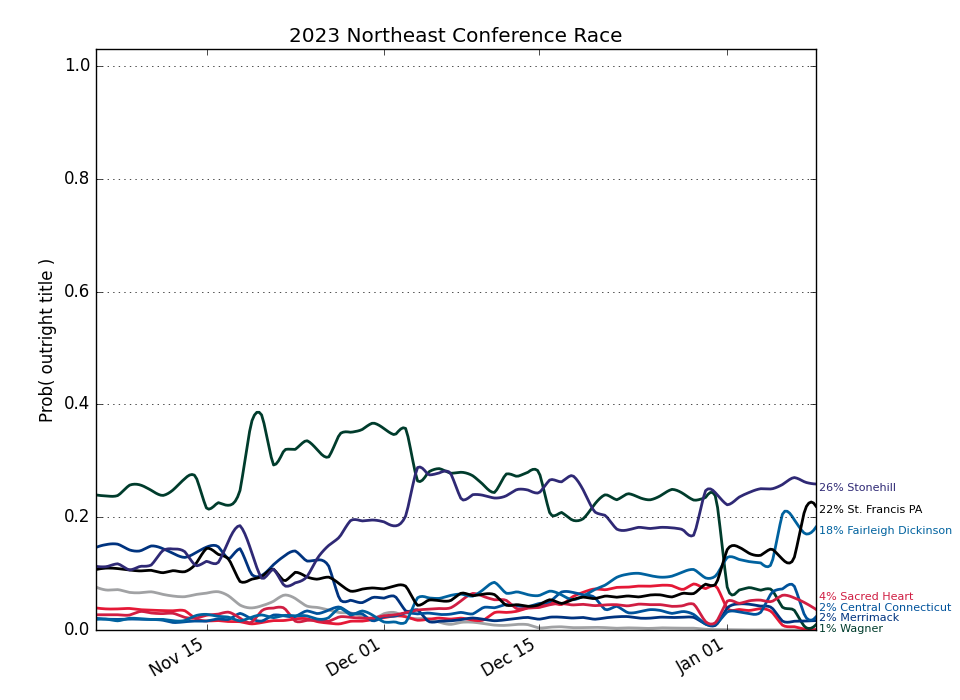 2023 Northeast Conference Race
Prob( outright title )
1.0
0.8
0.6
0.4
0.2
0.0
Nov 15
Dec 01
Dec 15
Jan 01
26% Stonehill
22% St. Francis PA
18% Fairleigh Dickinson
4% Sacred Heart
2% Central Connecticut
2% Merrimack
1% Wagner